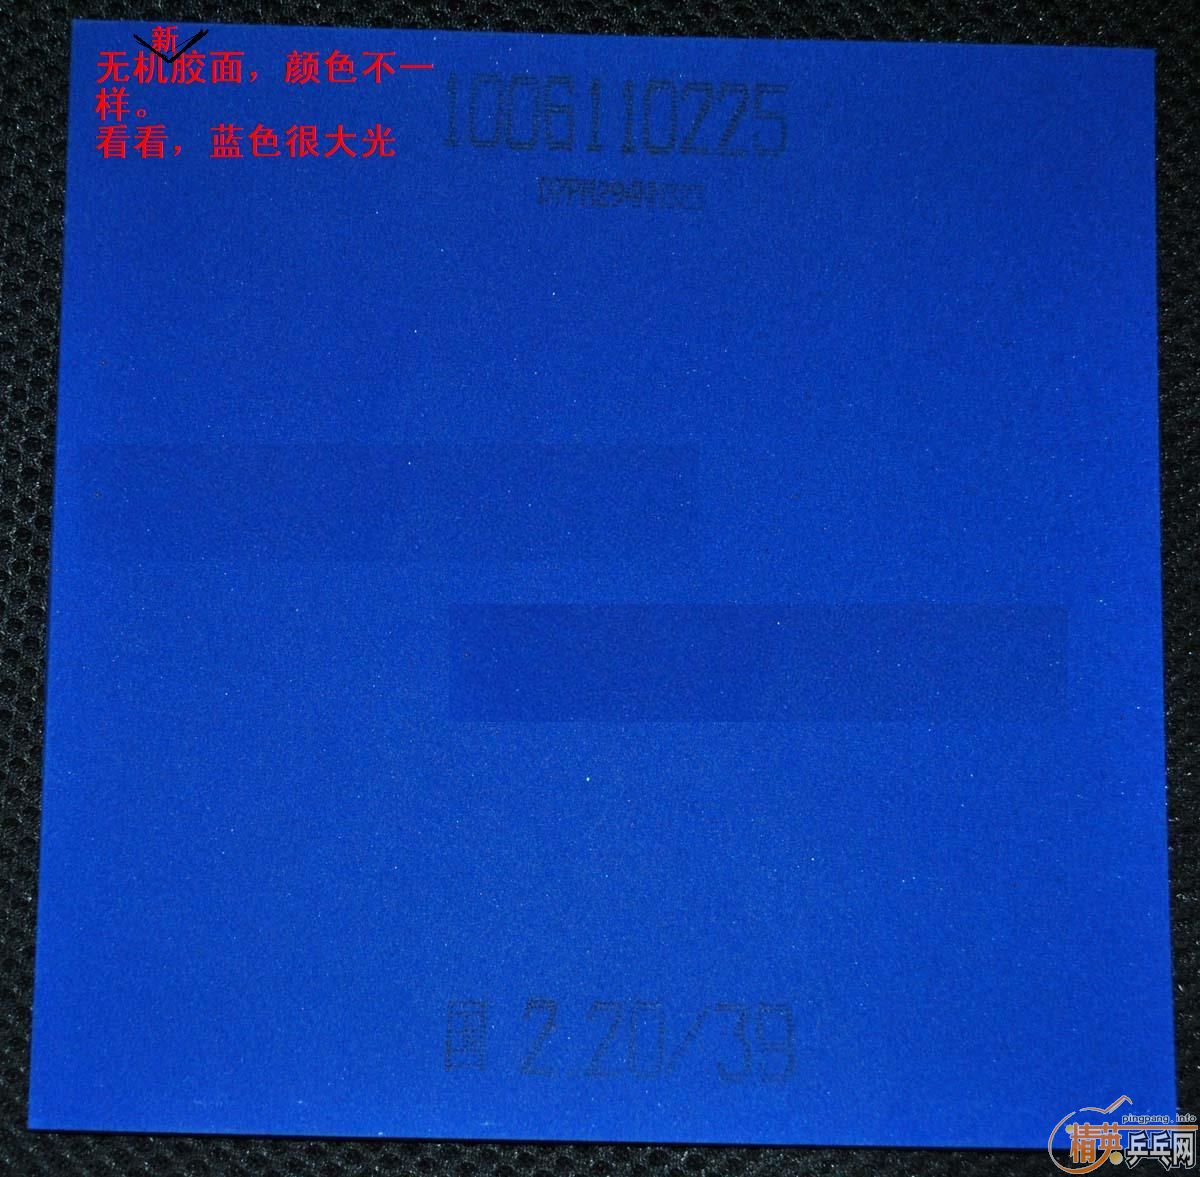 新
无机胶面，颜色不一
样。
看看，蓝色很大光
1006110225
国 2.20/39
pingpang.info
精英乒乓网